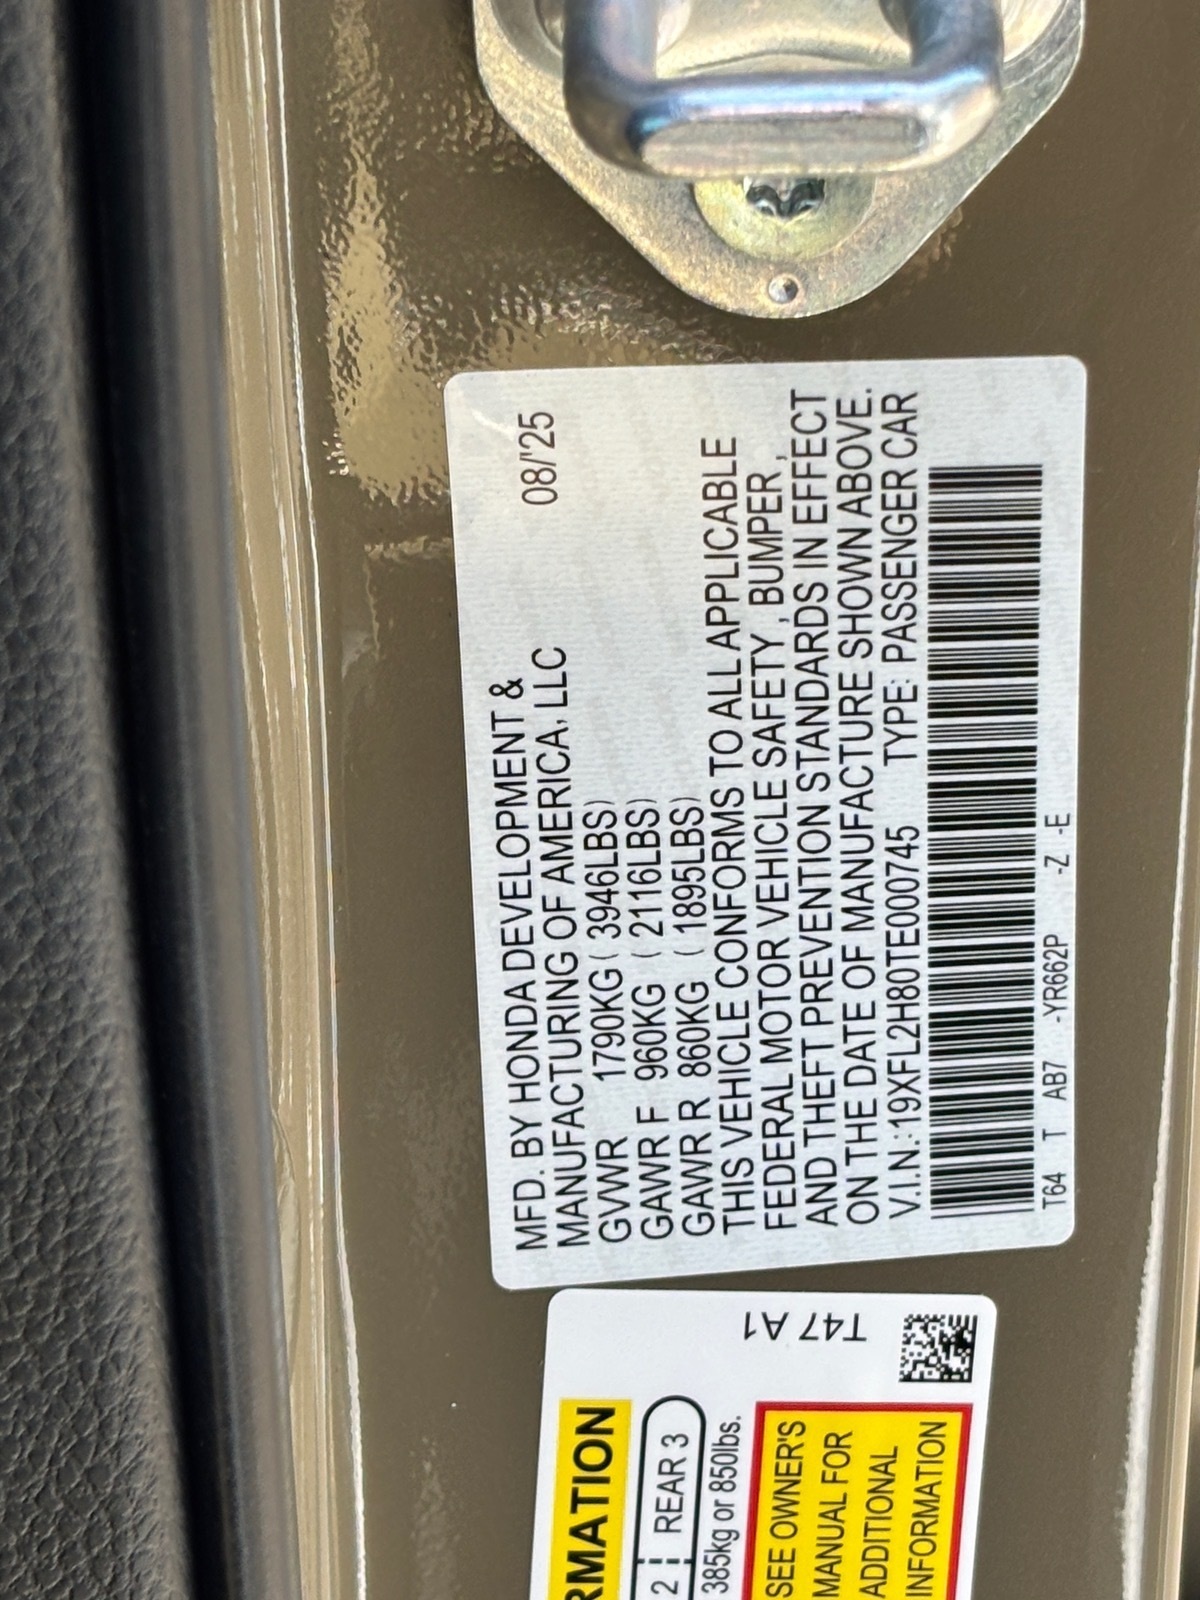 MFD. BY HONDA DEVELOPMENT &
MANUFACTURING OF AMERICA, LLC 08/'25
GVWR 1790KG ( 3946LBS)
GAWR F 960KG ( 2116LBS)
GAWR R 860KG ( 1895LBS)
THIS VEHICLE CONFORMS TO ALL APPLICABLE
FEDERAL MOTOR VEHICLE SAFETY , BUMPER ,
AND THEFT PREVENTION STANDARDS IN EFFECT
ON THE DATE OF MANUFACTURE SHOWN ABOVE.
V.I.N.:19XFL2H80TE000745 TYPE: PASSENGER CAR
T64 T AB7 -YR662P -Z -E
T47 A1
RMATION
2 REAR 3
385kg or 850lbs.
SEE OWNER'S
MANUAL FOR
ADDITIONAL
INFORMATION